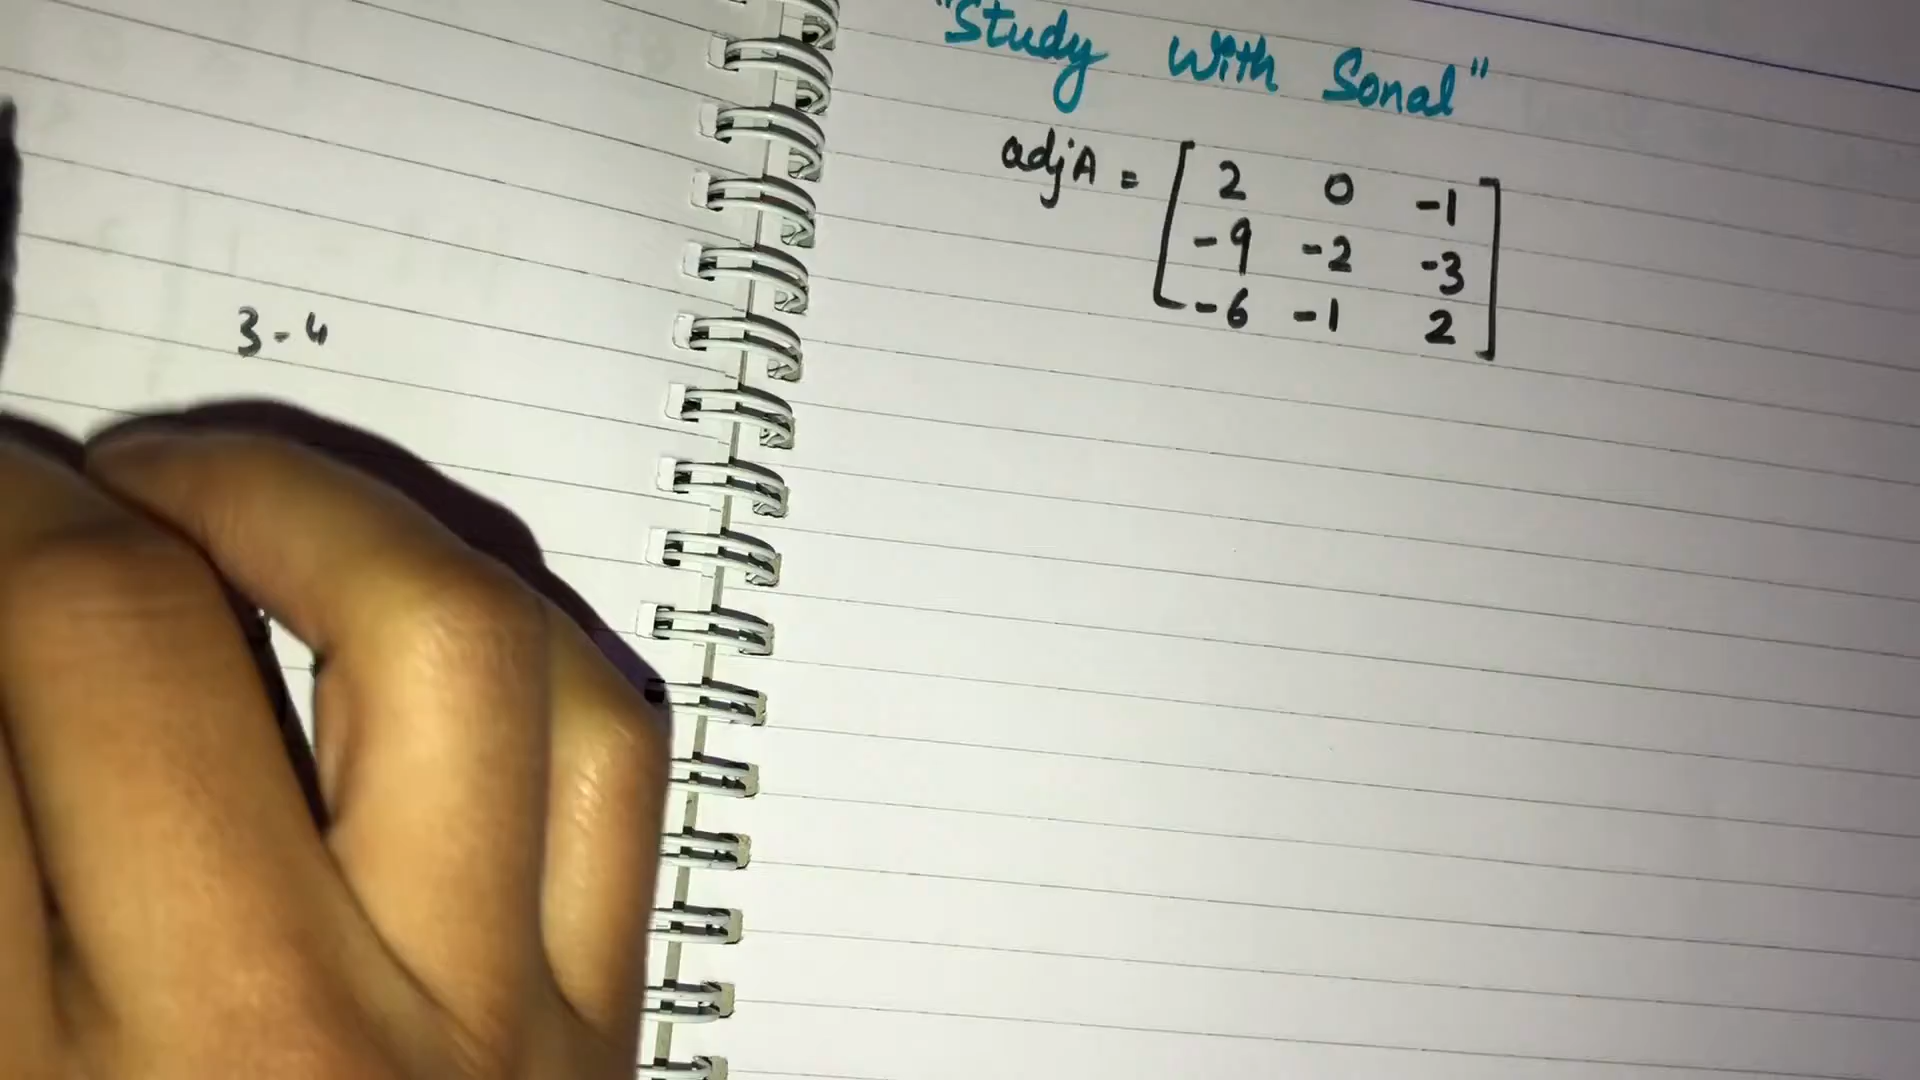 3-4
"Study With Sonal"
adjA = [ 2 0 -1
-9 -2 -3
-6 -1 2 ]